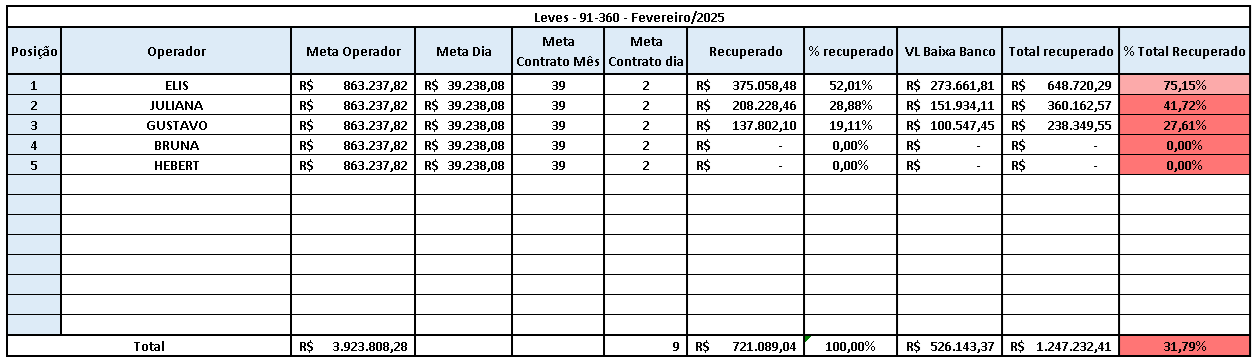 Leves - 91-360 - Fevereiro/2025
Posição Operador Meta Operador Meta Dia Meta Contrato Mês Meta Contrato dia Recuperado % recuperado VL Baixa Banco Total recuperado % Total Recuperado
1 ELIS R$ 863.237,82 R$ 39.238,08 39 2 R$ 375.058,48 52,01% R$ 273.661,81 R$ 648.720,29 75,15%
2 JULIANA R$ 863.237,82 R$ 39.238,08 39 2 R$ 208.228,46 28,88% R$ 151.934,11 R$ 360.162,57 41,72%
3 GUSTAVO R$ 863.237,82 R$ 39.238,08 39 2 R$ 137.802,10 19,11% R$ 100.547,45 R$ 238.349,55 27,61%
4 BRUNA R$ 863.237,82 R$ 39.238,08 39 2 R$ - 0,00% R$ - R$ - 0,00%
5 HEBERT R$ 863.237,82 R$ 39.238,08 39 2 R$ - 0,00% R$ - R$ - 0,00%
Total R$ 3.923.808,28 9 R$ 721.089,04 100,00% R$ 526.143,37 R$ 1.247.232,41 31,79%